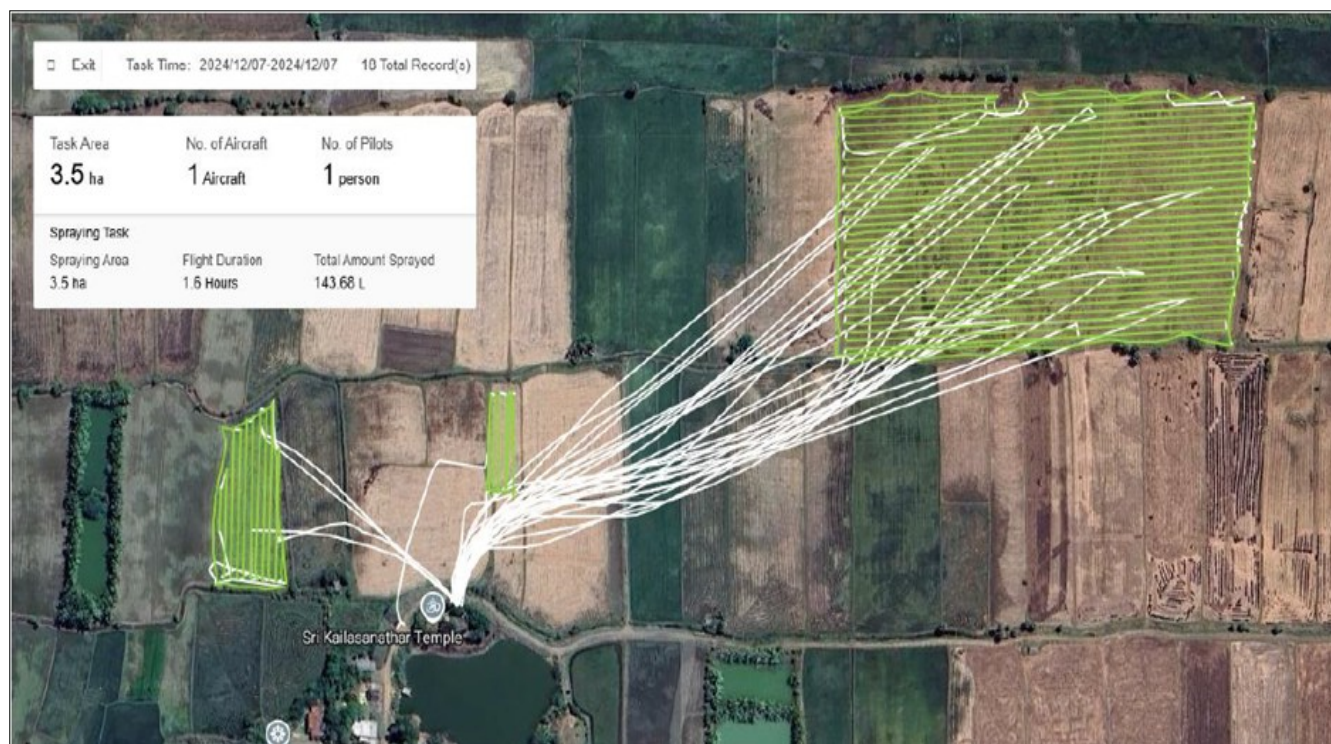 Exit Task Time: 2024/12/07-2024/12/07 18 Total Record(s)
Task Area No. of Aircraft No. of Pilots
3.5 ha 1 Aircraft 1 person
Spraying Task
Spraying Area Flight Duration Total Amount Sprayed
3.5 ha 1.6 Hours 143.68 L
Sri Kailasanathar Temple